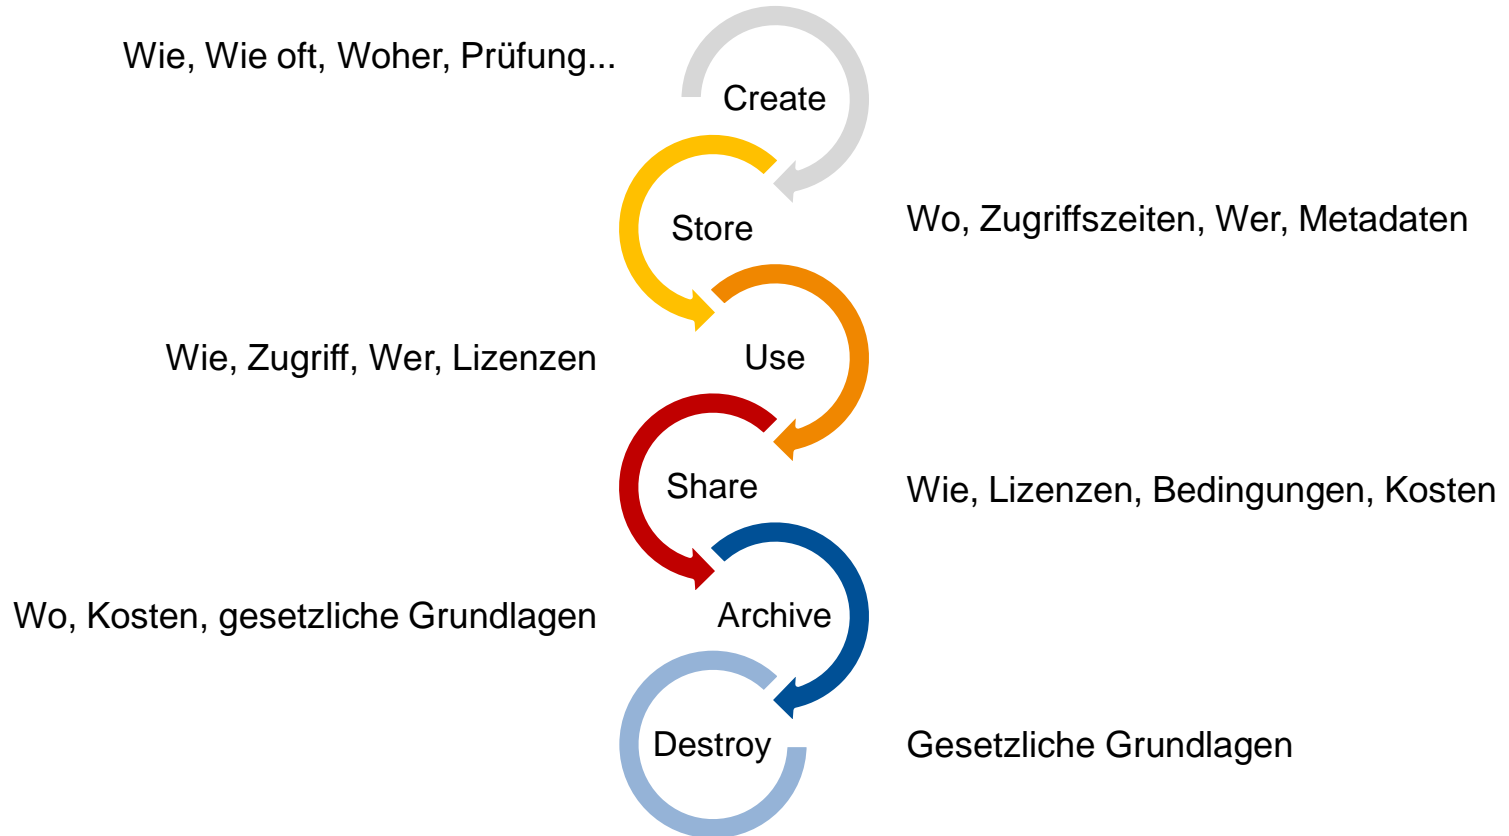 Wie, Wie oft, Woher, Prüfung...
Create
Store
Wo, Zugriffszeiten, Wer, Metadaten
Wie, Zugriff, Wer, Lizenzen
Use
Share
Wie, Lizenzen, Bedingungen, Kosten
Wo, Kosten, gesetzliche Grundlagen
Archive
Destroy
Gesetzliche Grundlagen